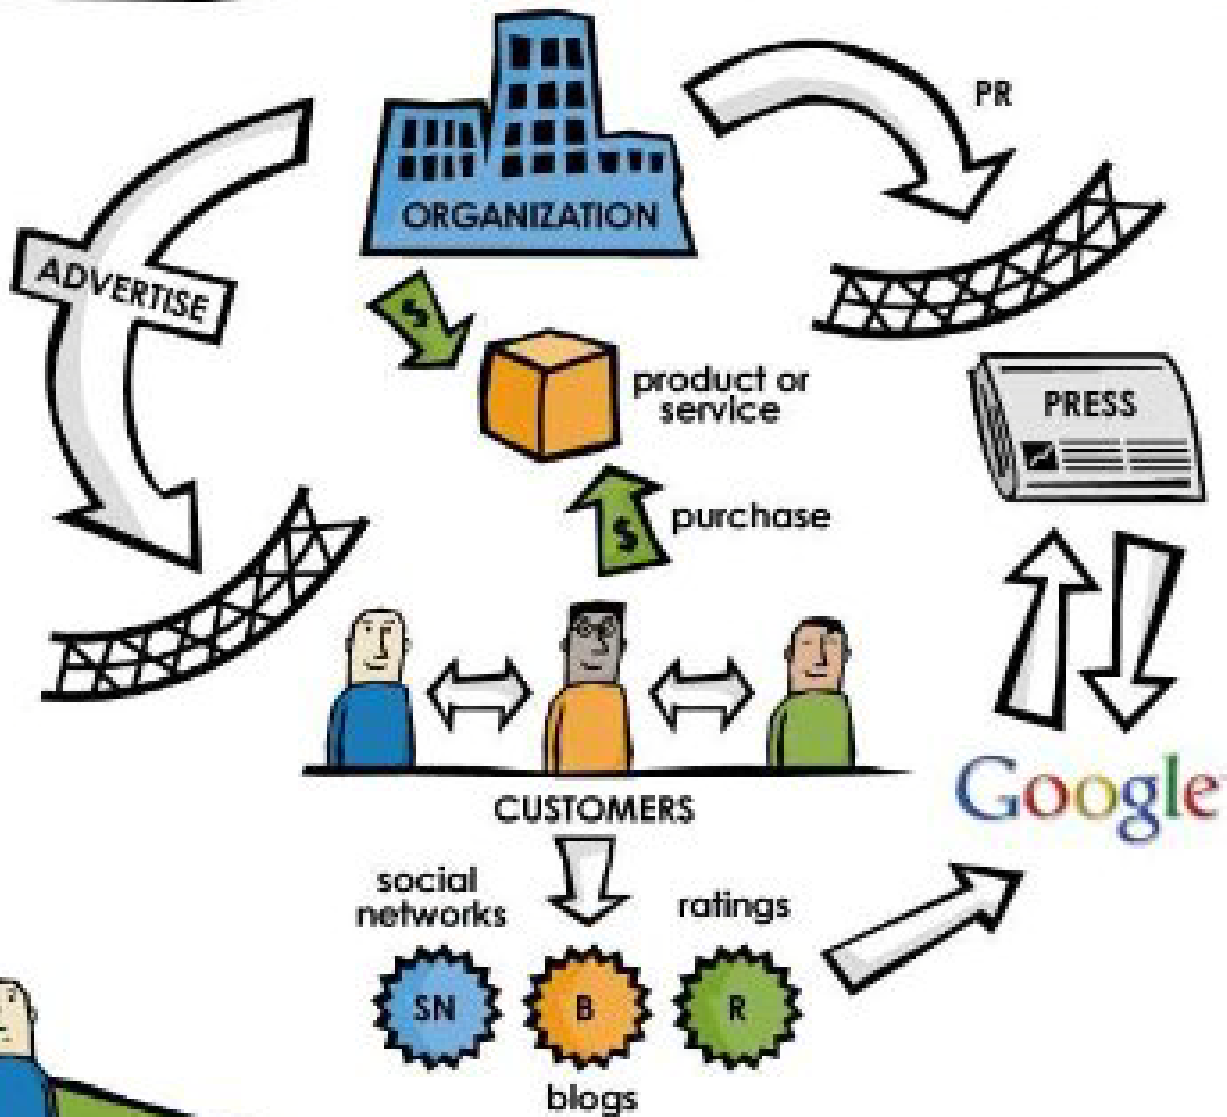 PR
ORGANIZATION
ADVERTISE
$
product or
service
PRESS
$
purchase
CUSTOMERS
Google
social
networks
ratings
SN
B
R
blogs